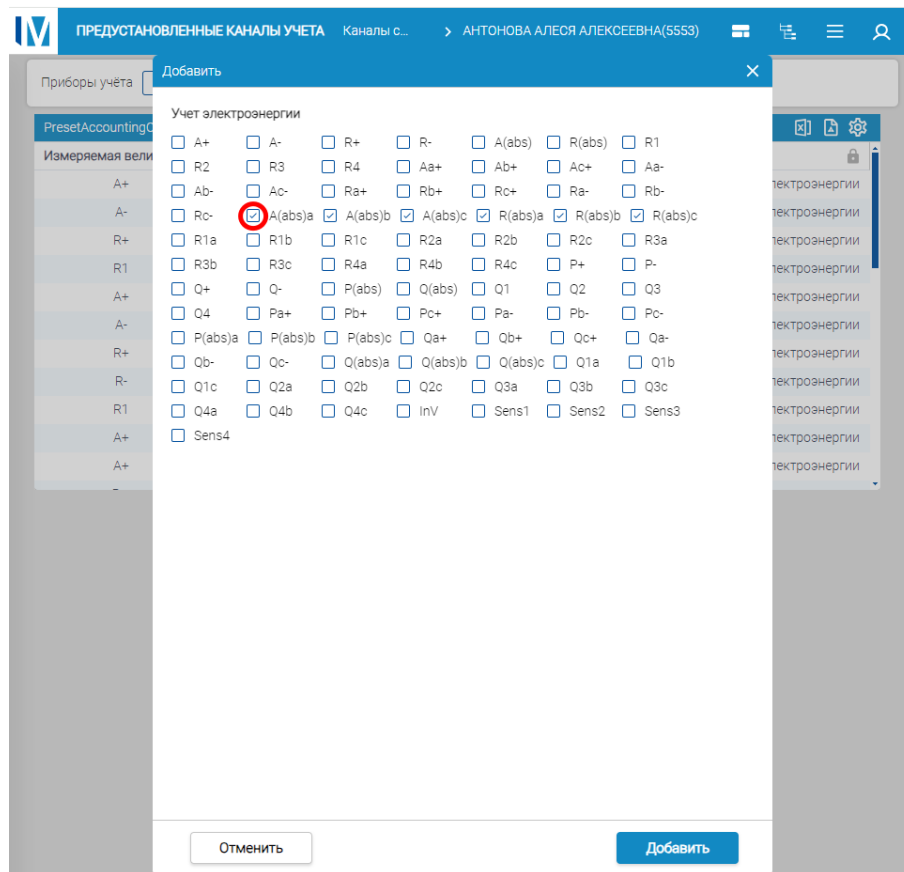 ПРЕДУСТАНОВЛЕННЫЕ КАНАЛЫ УЧЕТА Каналы с... > АНТОНОВА АЛЕСЯ АЛЕКСЕЕВНА(5553)
Приборы учёта
Добавить
PresetAccounting
Измеряемая
A+ лектроэнергии
A- лектроэнергии
R+ лектроэнергии
R1 лектроэнергии
A+ лектроэнергии
A- лектроэнергии
R+ лектроэнергии
R- лектроэнергии
R1 лектроэнергии
A+ лектроэнергии
A+ лектроэнергии
Учет электроэнергии
A+ A- R+ R- A(abs) R(abs) R1
R2 R3 R4 Aa+ Ab+ Ac+ Aa-
Ab- Ac- Ra+ Rb+ Rc+ Ra- Rb-
Rc- A(abs)a A(abs)b A(abs)c R(abs)a R(abs)b R(abs)c
R1a R1b R1c R2a R2b R2c R3a
R3b R3c R4a R4b R4c P+ P-
Q+ Q- P(abs) Q(abs) Q1 Q2 Q3
Q4 Pa+ Pb+ Pc+ Pa- Pb- Pc-
P(abs)a P(abs)b P(abs)c Qa+ Qb+ Qc+ Qa-
Qb- Qc- Q(abs)a Q(abs)b Q(abs)c Q1a Q1b
Q1c Q2a Q2b Q2c Q3a Q3b Q3c
Q4a Q4b Q4c InV Sens1 Sens2 Sens3
Sens4
Отменить Добавить